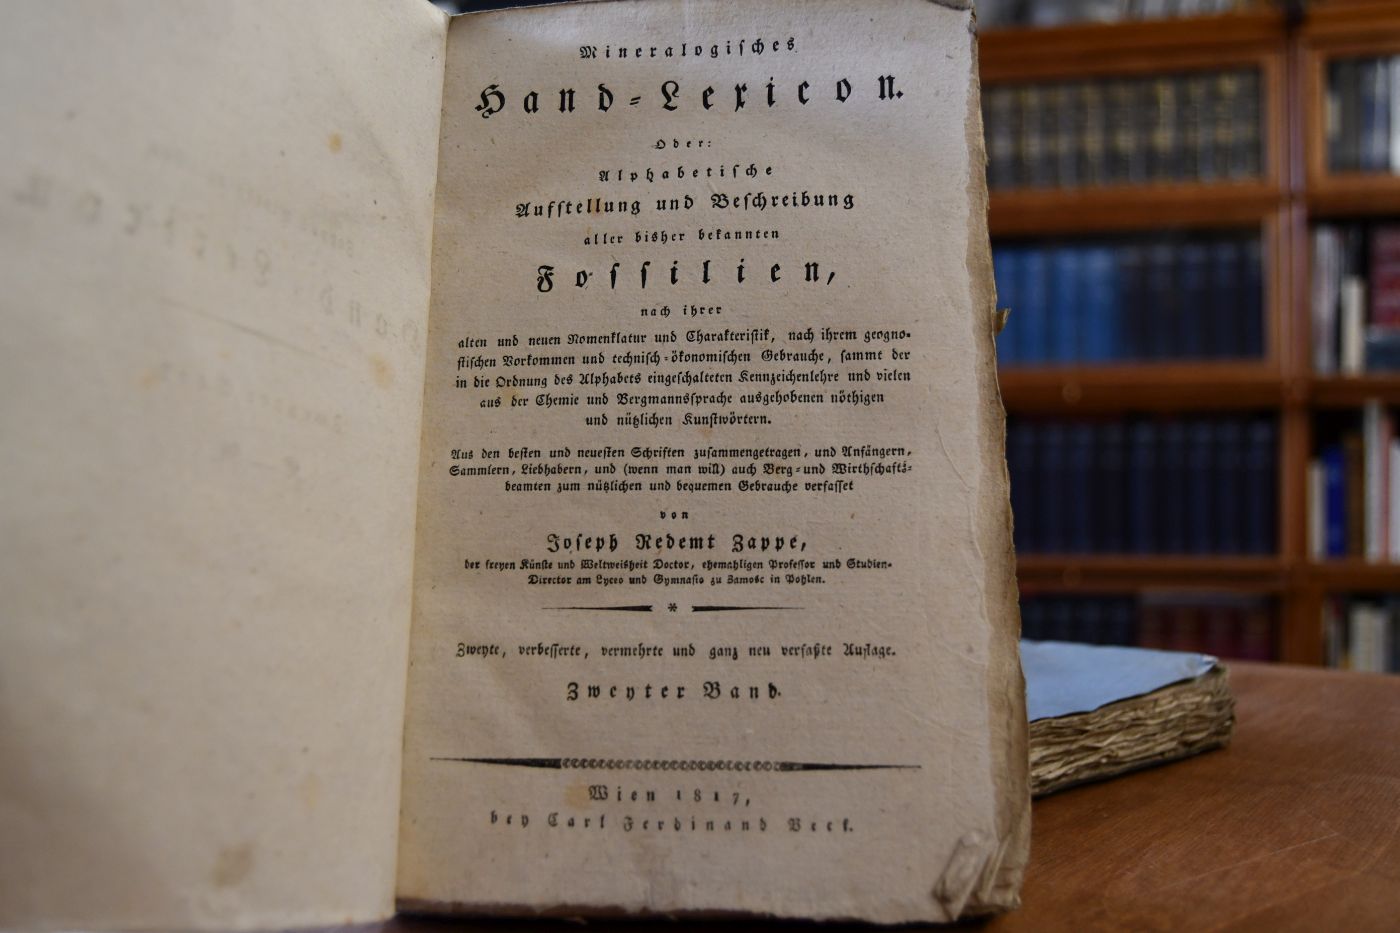 Mineralogisches
Hand-Lexicon.
Oder:
Alphabetische
Aufstellung und Beschreibung
aller bisher bekannten
Fossilien,
nach ihrer
alten und neuen Nomenklatur und Charakteristik, nach ihrem geogno-
stischen Vorkommen und technisch-ökonomischen Gebrauche, sammt der
in die Ordnung des Alphabets eingeschalteten Kennzeichenlehre und vielen
aus der Chemie und Bergmannssprache ausgehobenen nöthigen
und nützlichen Kunstwörtern.
Aus den besten und neuesten Schriften zusammengetragen, und Anfängern,
Sammlern, Liebhabern, und (wenn man will) auch Berg- und Wirthschafts-
beamten zum nützlichen und bequemen Gebrauche verfasset
von
Joseph Redemt Zappe,
der freyen Künste und Weltweisheit Doctor, ehemahligen Professor und Studien-
Director am Lyceo und Gymnasio zu Zamosc in Pohlen.
*
Zweyte, verbesserte, vermehrte und ganz neu verfaßte Auflage.
Zweyter Band.
Wien 1817,
bey Carl Ferdinand Beck.